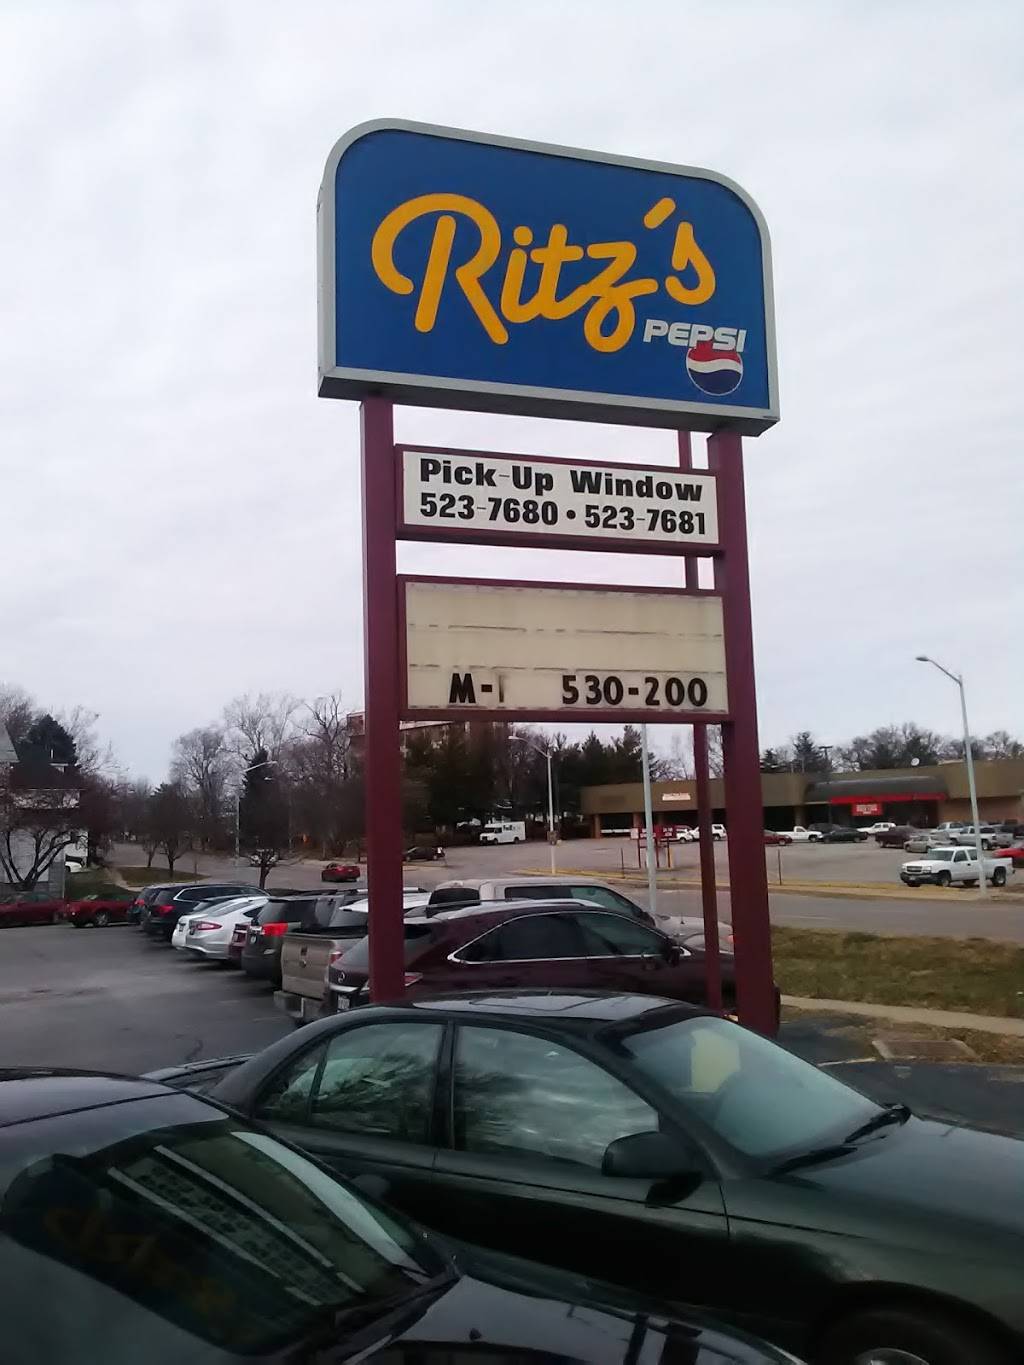 Ritz's
PEPSI
Pick-Up Window
523-7680 • 523-7681
M- 530-200